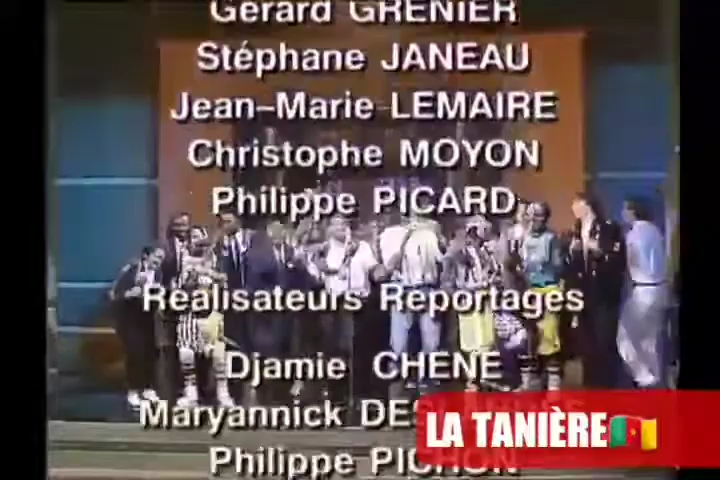 Gérard GRENIER
Stéphane JANEAU
Jean-Marie LEMAIRE
Christophe MOYON
Philippe PICARD
Réalisateurs Reportages
Djamie CHENE
Maryannick
LA TANIÈRE
Philippe PICHON